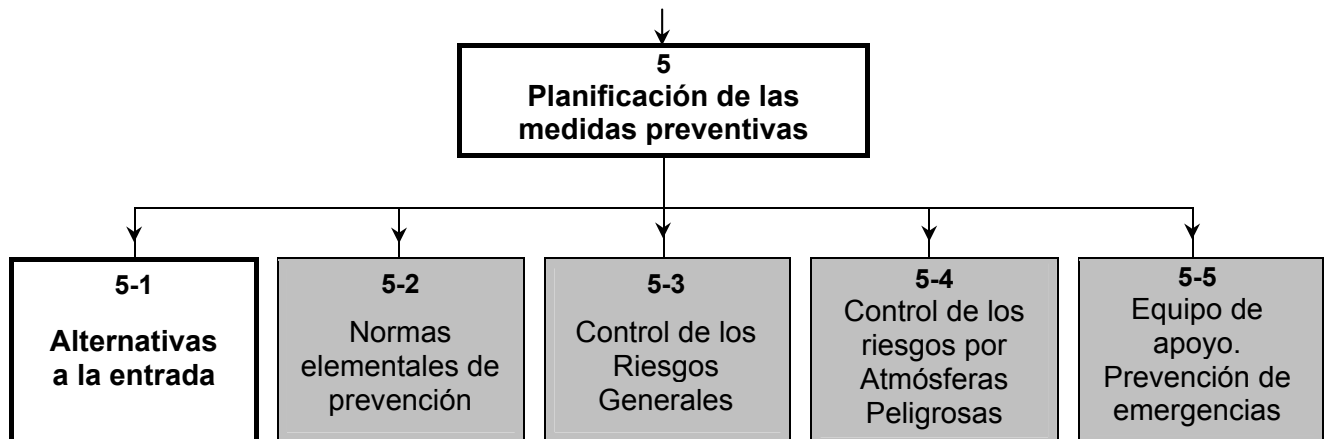 5
Planificación de las
medidas preventivas
5-1
Alternativas
a la entrada
5-2
Normas
elementales de
prevención
5-3
Control de los
Riesgos
Generales
5-4
Control de los
riesgos por
Atmósferas
Peligrosas
5-5
Equipo de
apoyo.
Prevención de
emergencias